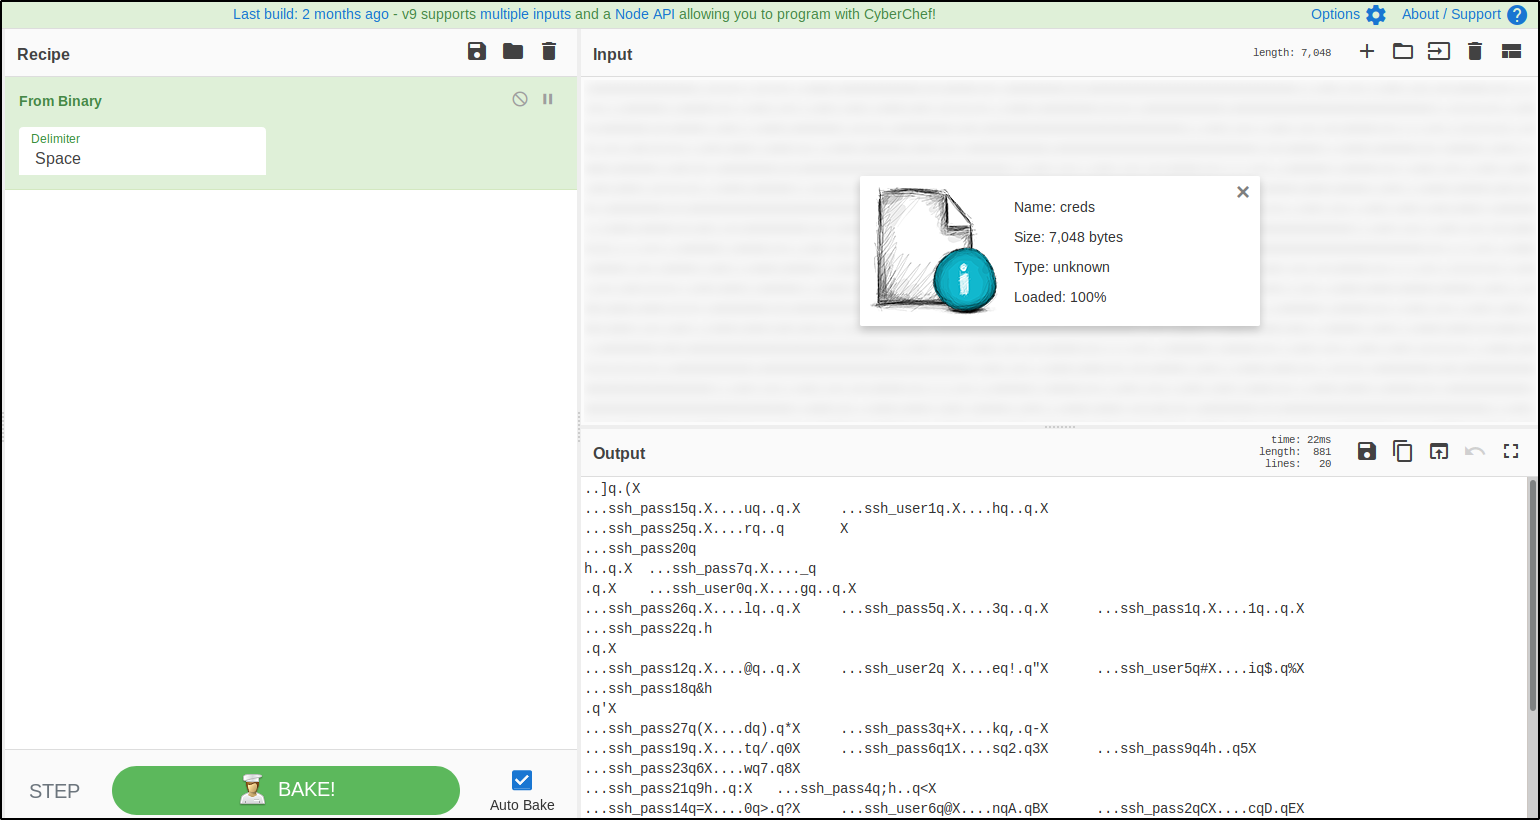 Last build: 2 months ago - v9 supports multiple inputs and a Node API allowing you to program with CyberChef!
Options
About / Support ?
Recipe
From Binary
Delimiter
Space
STEP
BAKE!
Auto Bake
Input
length: 7,048
Name: creds
Size: 7,048 bytes
Type: unknown
Loaded: 100%
Output
time: 22ms
length: 881
lines: 20
..]q.(X
...ssh_pass15q.X....uq..q.X     ...ssh_user1q.X....hq..q.X
...ssh_pass25q.X....rq..q       X
...ssh_pass20q
h..q.X  ...ssh_pass7q.X...._q
.q.X    ...ssh_user0q.X....gq..q.X
...ssh_pass26q.X....lq..q.X     ...ssh_pass5q.X....3q..q.X      ...ssh_pass1q.X....1q..q.X
...ssh_pass22q.h
.q.X
...ssh_pass12q.X....@q..q.X     ...ssh_user2q X....eq!.q"X      ...ssh_user5q#X....iq$.q%X
...ssh_pass18q&h
.q'X
...ssh_pass27q(X....dq).q*X     ...ssh_pass3q+X....kq,.q-X
...ssh_pass19q.X....tq/.q0X     ...ssh_pass6q1X....sq2.q3X      ...ssh_pass9q4h..q5X
...ssh_pass23q6X....wq7.q8X
...ssh_pass21q9h..q:X   ...ssh_pass4q;h..q<X
...ssh_pass14q=X....0q>.q?X     ...ssh_user6q@X....nqA.qBX      ...ssh_pass2qCX....cqD.qEX